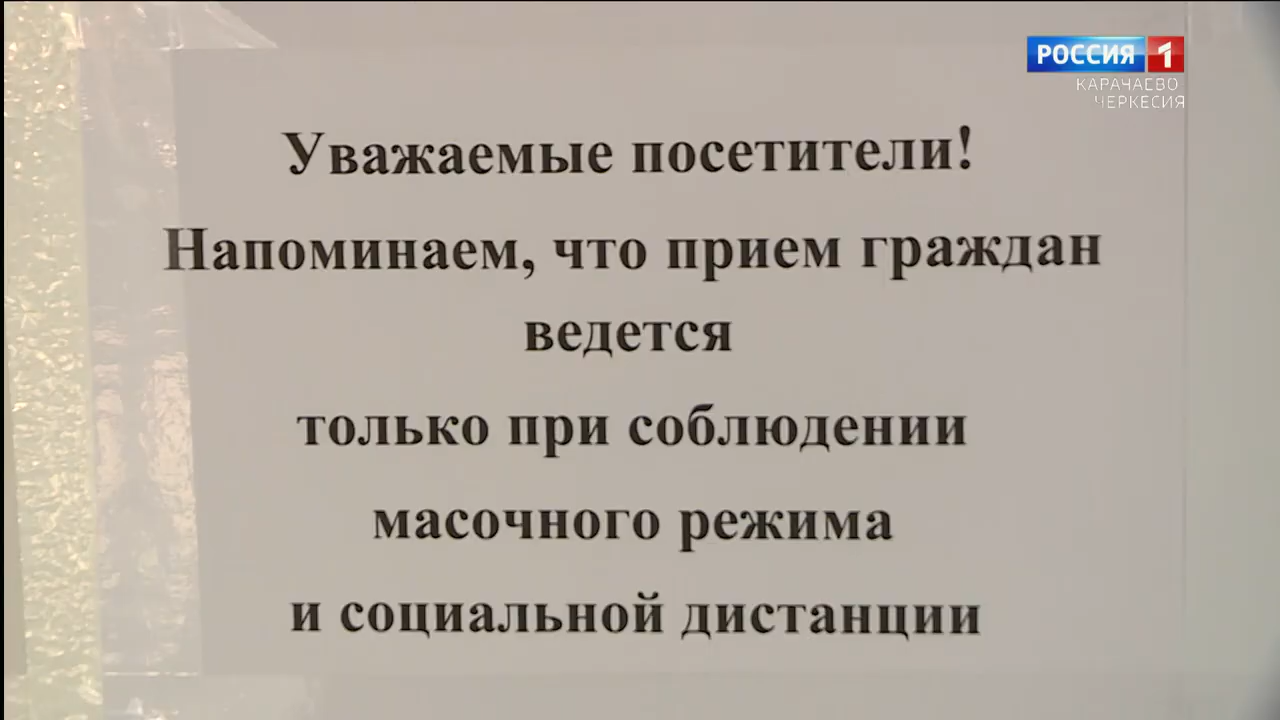 РОССИЯ 1
КАРАЧАЕВО
ЧЕРКЕСИЯ
Уважаемые посетители!
Напоминаем, что прием граждан
ведется
только при соблюдении
масочного режима
и социальной дистанции